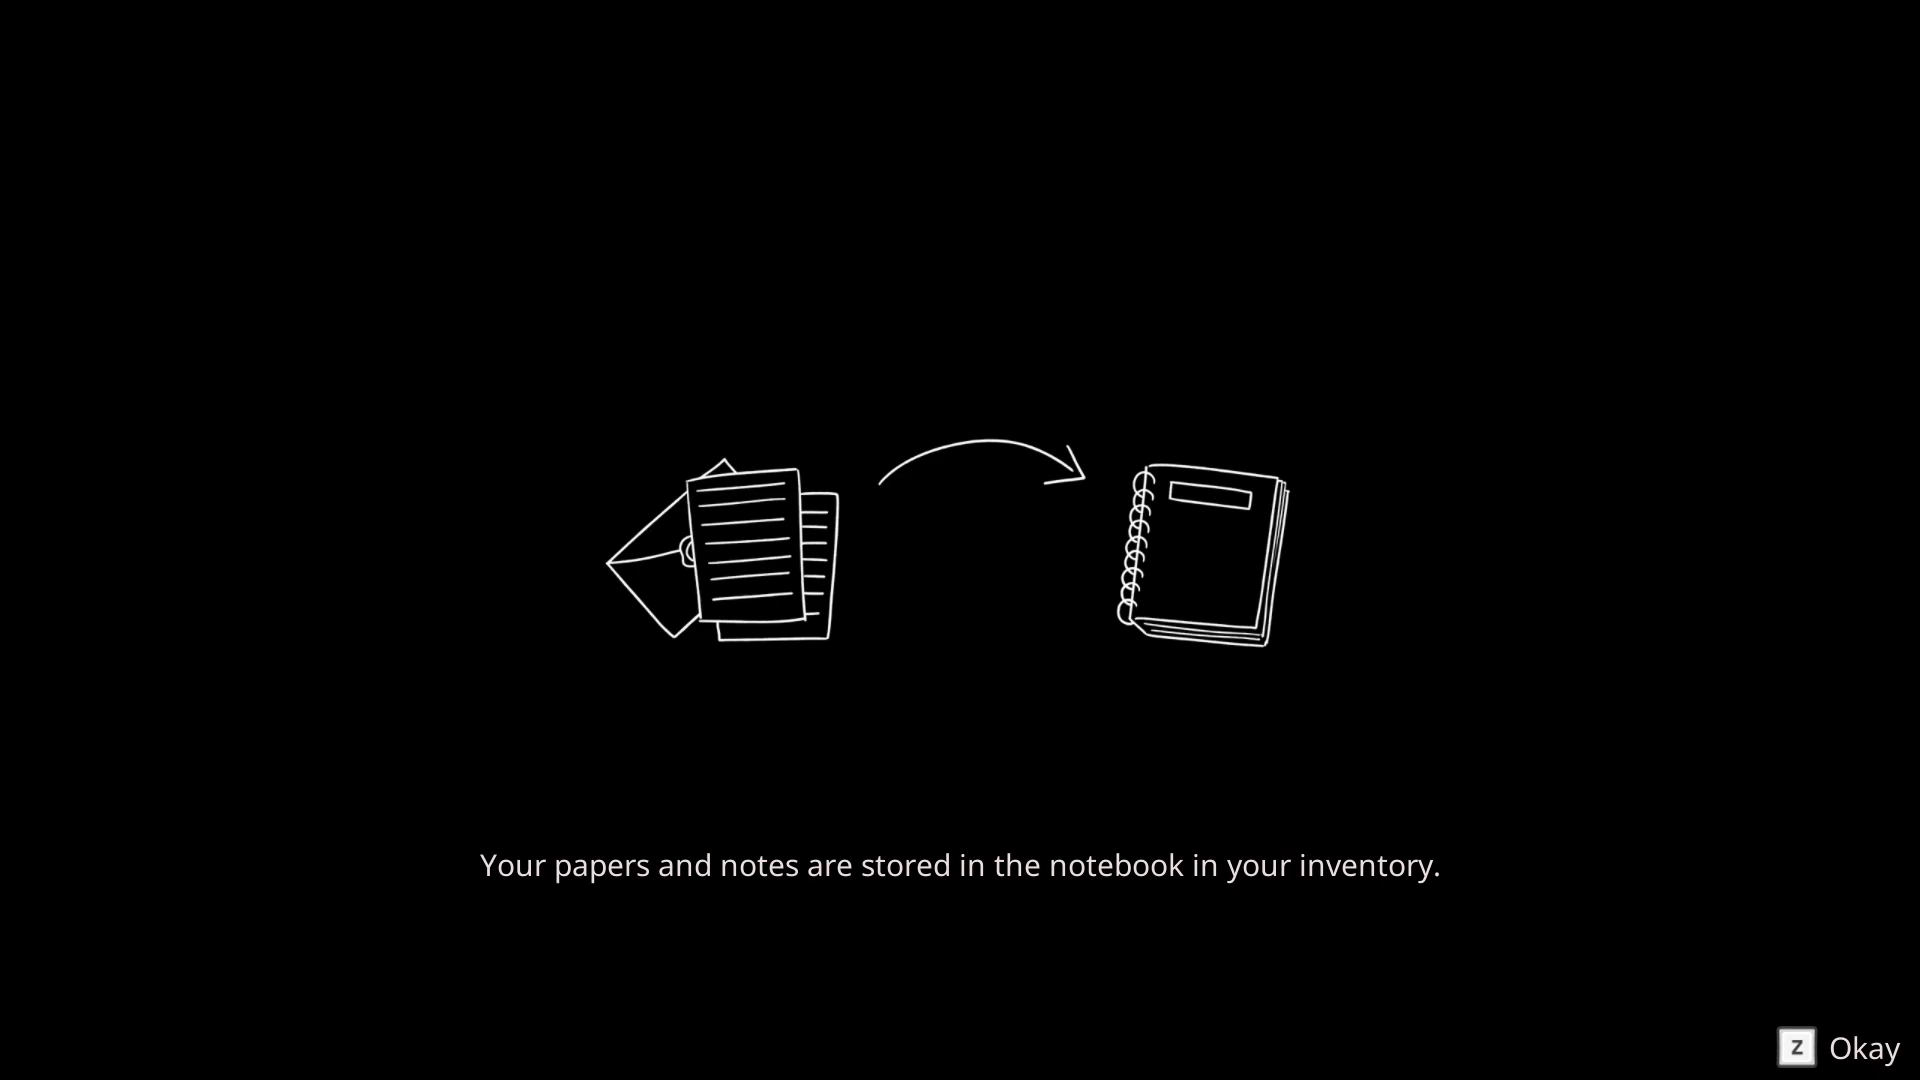 Your papers and notes are stored in the notebook in your inventory.
Z Okay